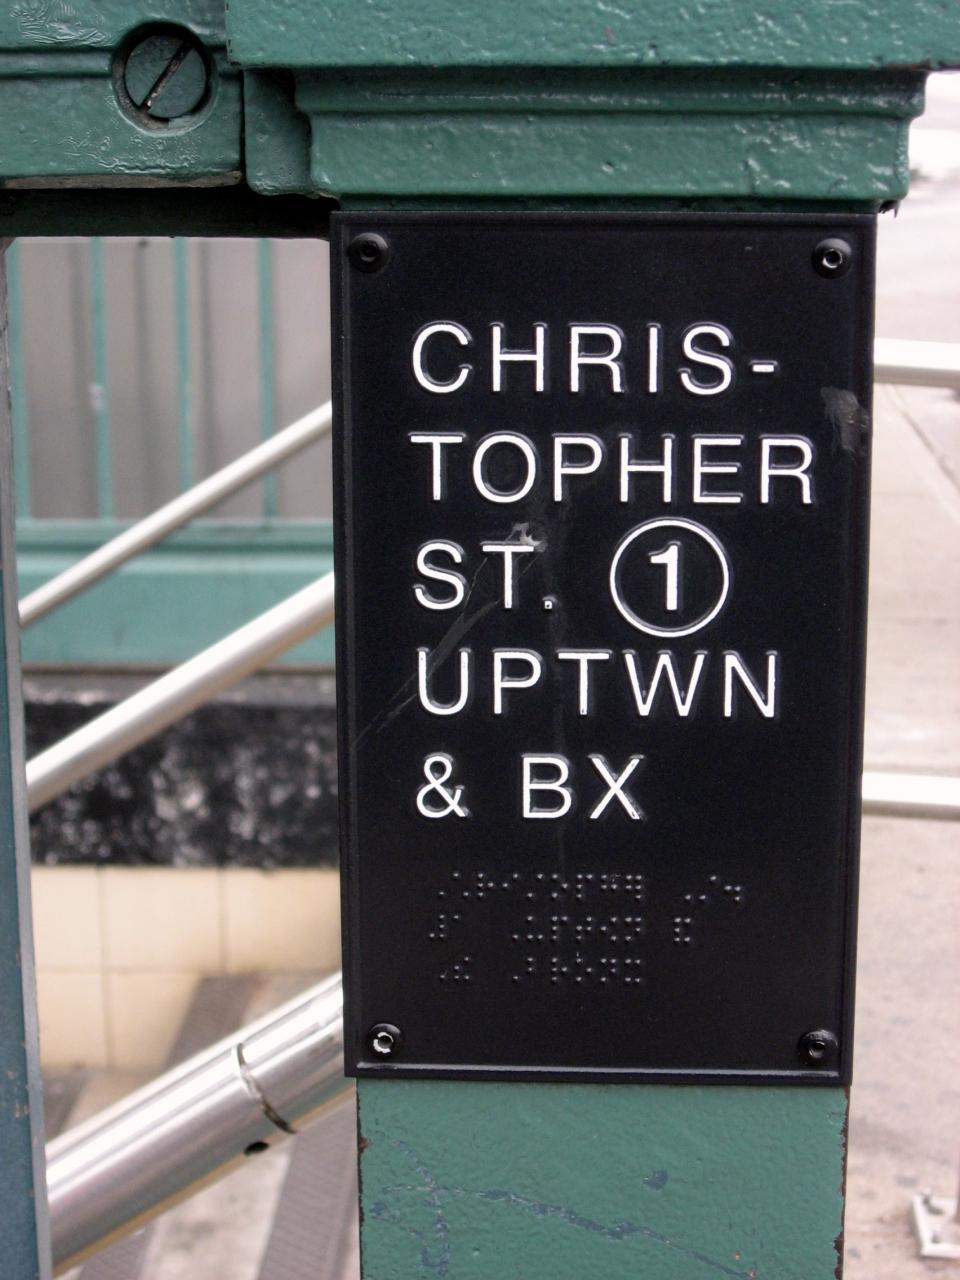 CHRIS-
TOPHER
ST. 1
UPTWN
& BX